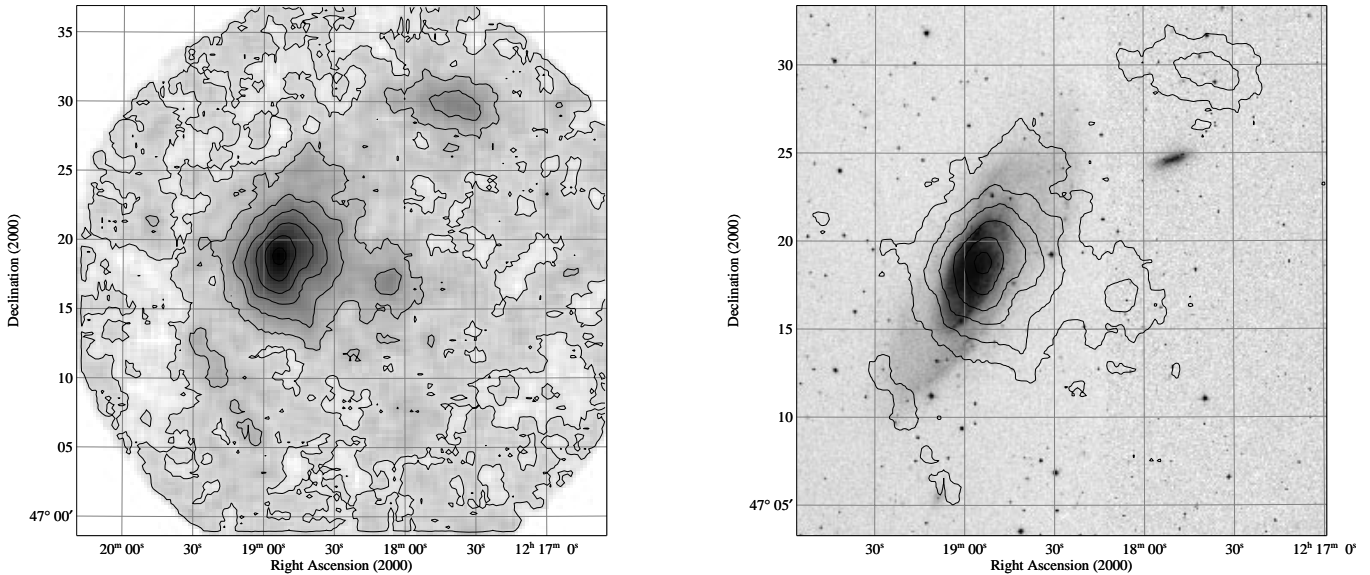 35
30
25
20
15
10
05
47° 00′
20ᵐ 00ˢ 30ˢ 19ᵐ 00ˢ 30ˢ 18ᵐ 00ˢ 30ˢ 12ʰ 17ᵐ 0ˢ
Right Ascension (2000)
Declination (2000)
30
25
20
15
10
47° 05′
30ˢ 19ᵐ 00ˢ 30ˢ 18ᵐ 00ˢ 30ˢ 12ʰ 17ᵐ 0ˢ
Right Ascension (2000)
Declination (2000)